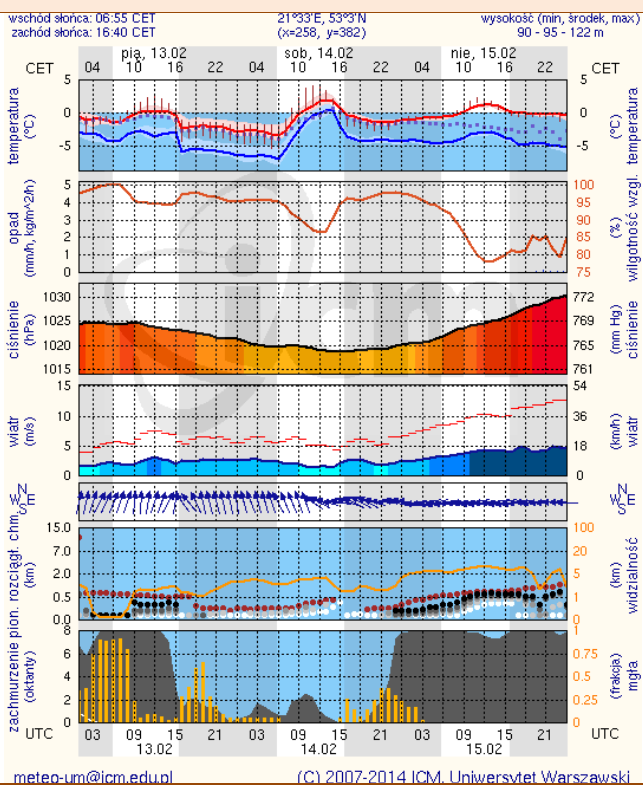 wschód słońca: 06:55 CET 21°33'E, 53°3'N wysokość (min, środek, max)
zachód słońca: 16:40 CET (x=258, y=382) 90 - 95 - 122 m
pią, 13.02 sob, 14.02 nie, 15.02
CET 04 10 16 22 04 10 16 22 04 10 16 22 CET
temperatura (°C) 5 0 -5 5 0 -5 temperatura (°C)
opad (mm/h, kg/m^2/h) 5 4 3 2 1 0 100 95 90 85 80 75 (%) wilgotność wzgl.
icm
ciśnienie (hPa) 1030 1025 1020 1015 772 769 765 761 (mm Hg) ciśnienie
wiatr (m/s) 15 10 5 0 54 36 18 0 (km/h) wiatr
N W E S N W E S
pion. rozciągł. chm. (km) 15.0 7.0 2.0 0.5 0.0 100 20 5 1 0 (km) widzialność
zachmurzenie (oktanty) 8 6 4 2 0 1 0.75 0.5 0.25 0 (frakcja) mgła
UTC 03 09 15 21 03 09 15 21 03 09 15 21 UTC
13.02 14.02 15.02
meteo-um@icm.edu.pl (C) 2007-2014 ICM, Uniwersytet Warszawski